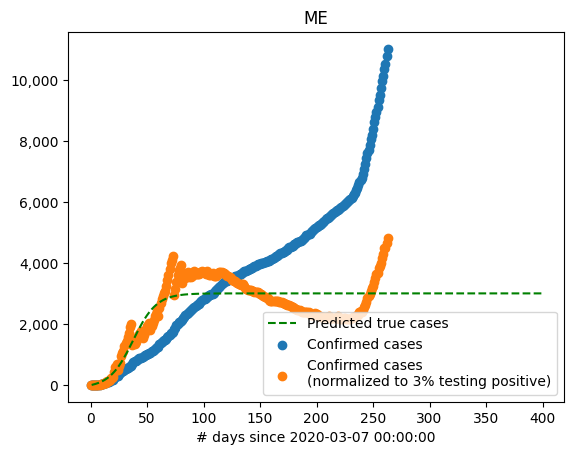 ME
10,000
8,000
6,000
4,000
2,000
0
Predicted true cases
Confirmed cases
Confirmed cases
(normalized to 3% testing positive)
0 50 100 150 200 250 300 350 400
# days since 2020-03-07 00:00:00